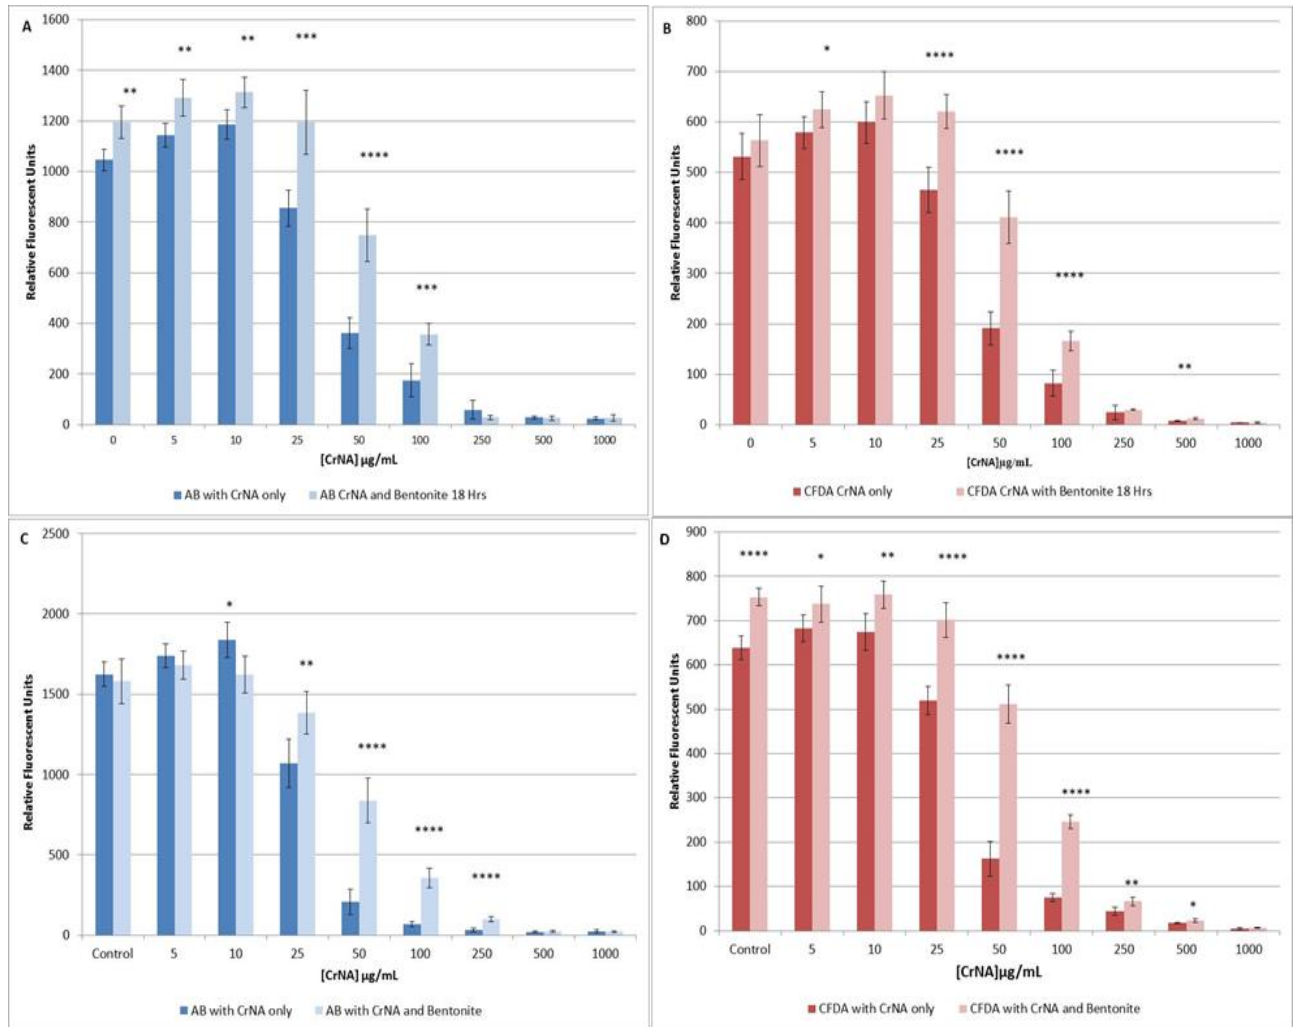 A
Relative Fluorescent Units
1600
1400
1200
1000
800
600
400
200
0
** ** ** *** **** ***
0 5 10 25 50 100 250 500 1000
[CrNA] µg/mL
AB with CrNA only AB CrNA and Bentonite 18 Hrs
B
Relative Fluorescent Units
800
700
600
500
400
300
200
100
0
* **** **** **** **
0 5 10 25 50 100 250 500 1000
[CrNA]µg/mL
CFDA CrNA only CFDA CrNA with Bentonite 18 Hrs
C
Relative Fluorescent Units
2500
2000
1500
1000
500
0
* ** **** **** ****
Control 5 10 25 50 100 250 500 1000
[CrNA] µg/mL
AB with CrNA only AB with CrNA and Bentonite
D
Relative Fluorescent Units
900
800
700
600
500
400
300
200
100
0
**** * ** **** **** **** ** *
Control 5 10 25 50 100 250 500 1000
[CrNA]µg/mL
CFDA with CrNA only CFDA with CrNA and Bentonite